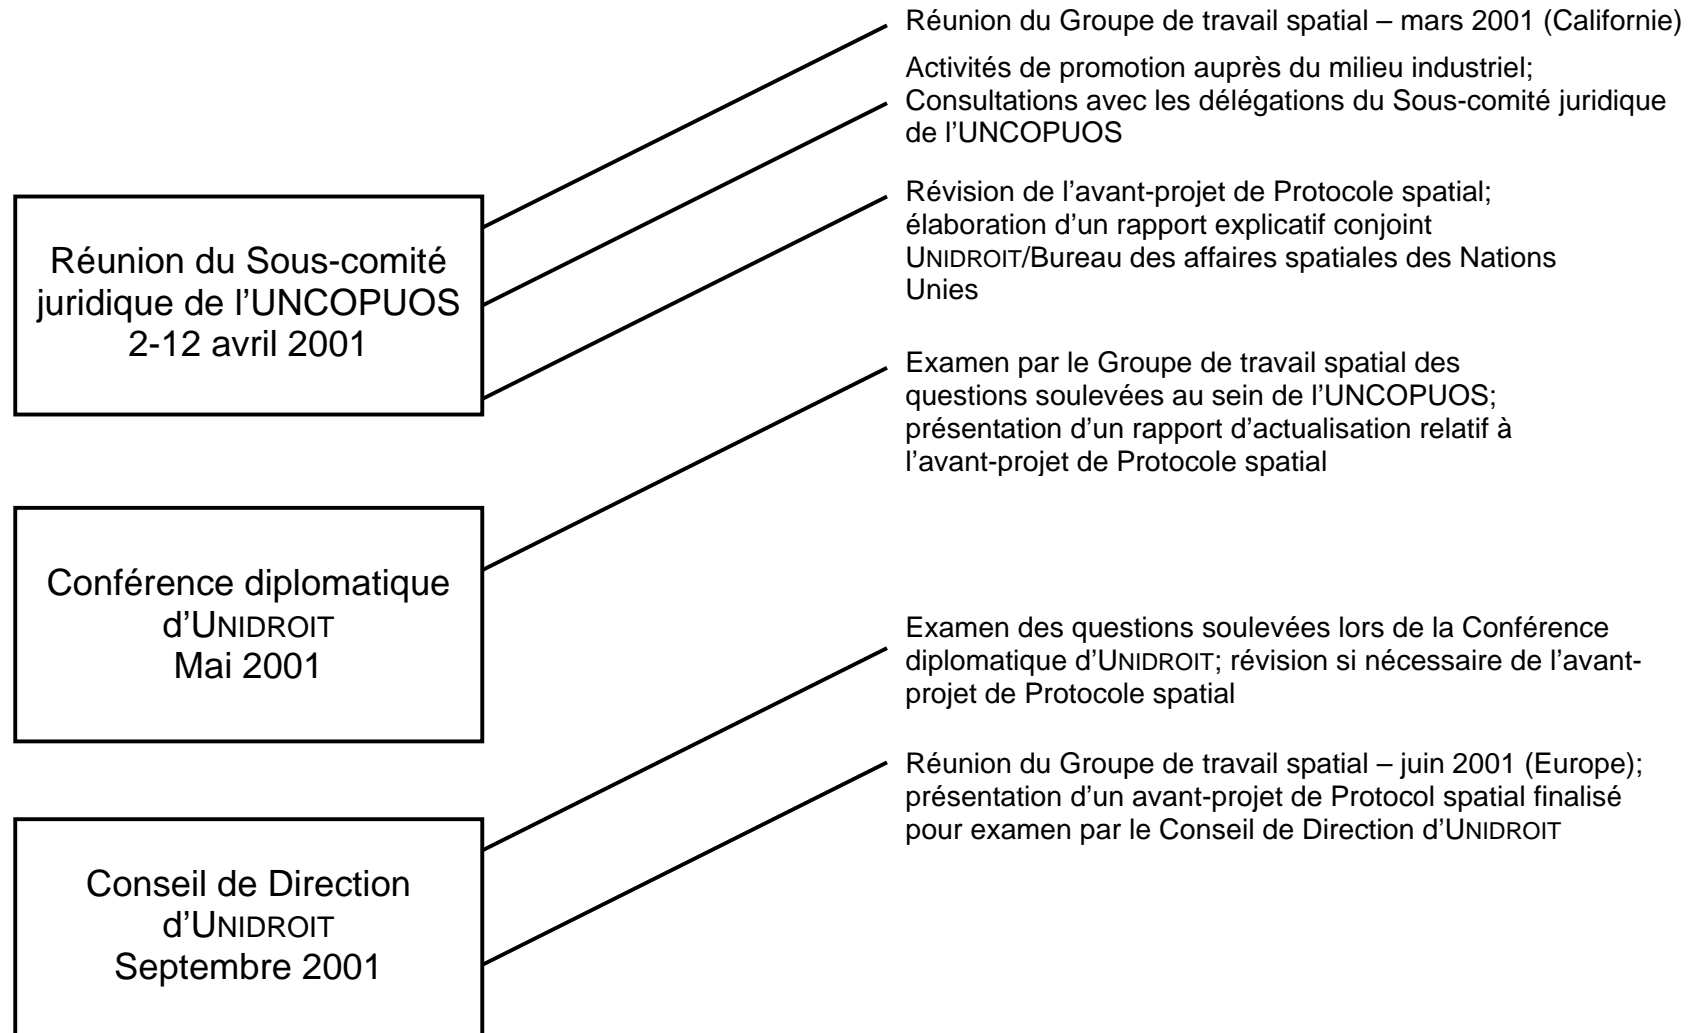 Réunion du Groupe de travail spatial – mars 2001 (Californie)
Activités de promotion auprès du milieu industriel;
Consultations avec les délégations du Sous-comité juridique
de l’UNCOPUOS
Révision de l’avant-projet de Protocole spatial;
élaboration d’un rapport explicatif conjoint
UNIDROIT/Bureau des affaires spatiales des Nations
Unies
Réunion du Sous-comité
juridique de l’UNCOPUOS
2-12 avril 2001
Examen par le Groupe de travail spatial des
questions soulevées au sein de l’UNCOPUOS;
présentation d’un rapport d’actualisation relatif à
l’avant-projet de Protocole spatial
Conférence diplomatique
d’UNIDROIT
Mai 2001
Examen des questions soulevées lors de la Conférence
diplomatique d’UNIDROIT; révision si nécessaire de l’avant-
projet de Protocole spatial
Réunion du Groupe de travail spatial – juin 2001 (Europe);
présentation d’un avant-projet de Protocol spatial finalisé
pour examen par le Conseil de Direction d’UNIDROIT
Conseil de Direction
d’UNIDROIT
Septembre 2001